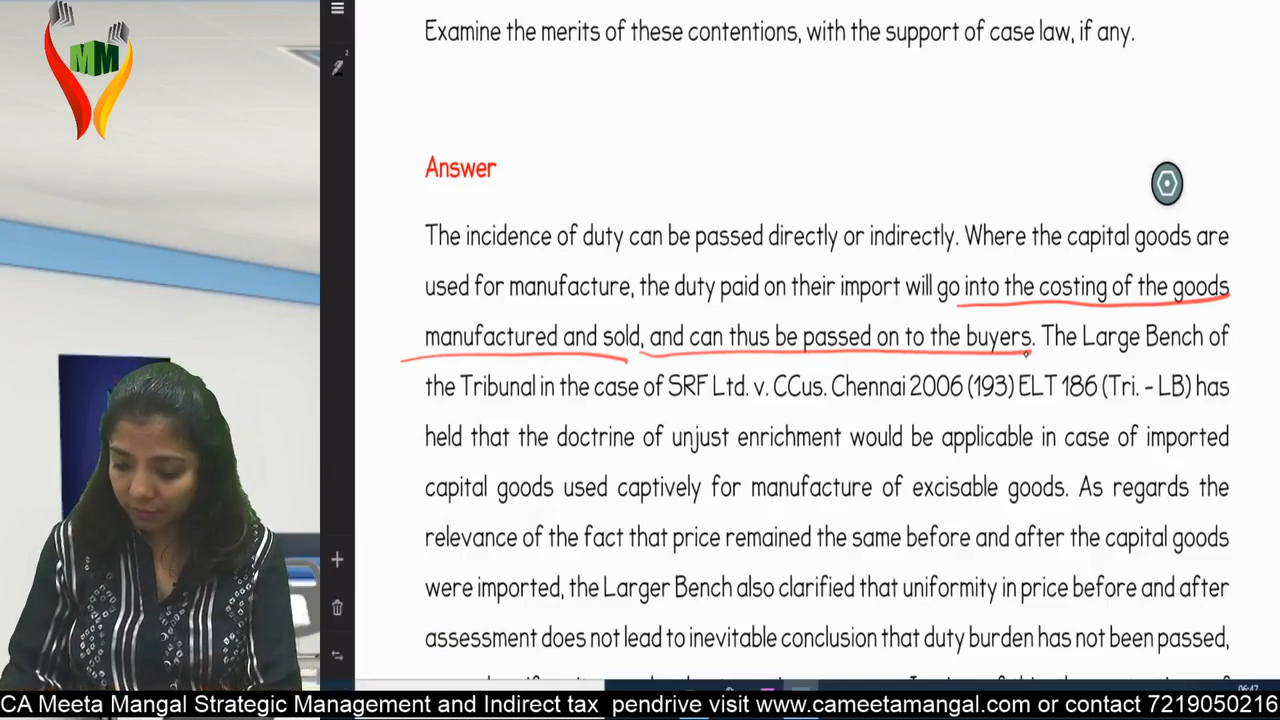 MM
Examine the merits of these contentions, with the support of case law, if any.
Answer
The incidence of duty can be passed directly or indirectly. Where the capital goods are
used for manufacture, the duty paid on their import will go into the costing of the goods
manufactured and sold, and can thus be passed on to the buyers. The Large Bench of
the Tribunal in the case of SRF Ltd. v. CCus. Chennai 2006 (193) ELT 186 (Tri. - LB) has
held that the doctrine of unjust enrichment would be applicable in case of imported
capital goods used captively for manufacture of excisable goods. As regards the
relevance of the fact that price remained the same before and after the capital goods
were imported, the Larger Bench also clarified that uniformity in price before and after
assessment does not lead to inevitable conclusion that duty burden has not been passed,
CA Meeta Mangal Strategic Management and Indirect tax pendrive visit www.cameetamangal.com or contact 7219050216